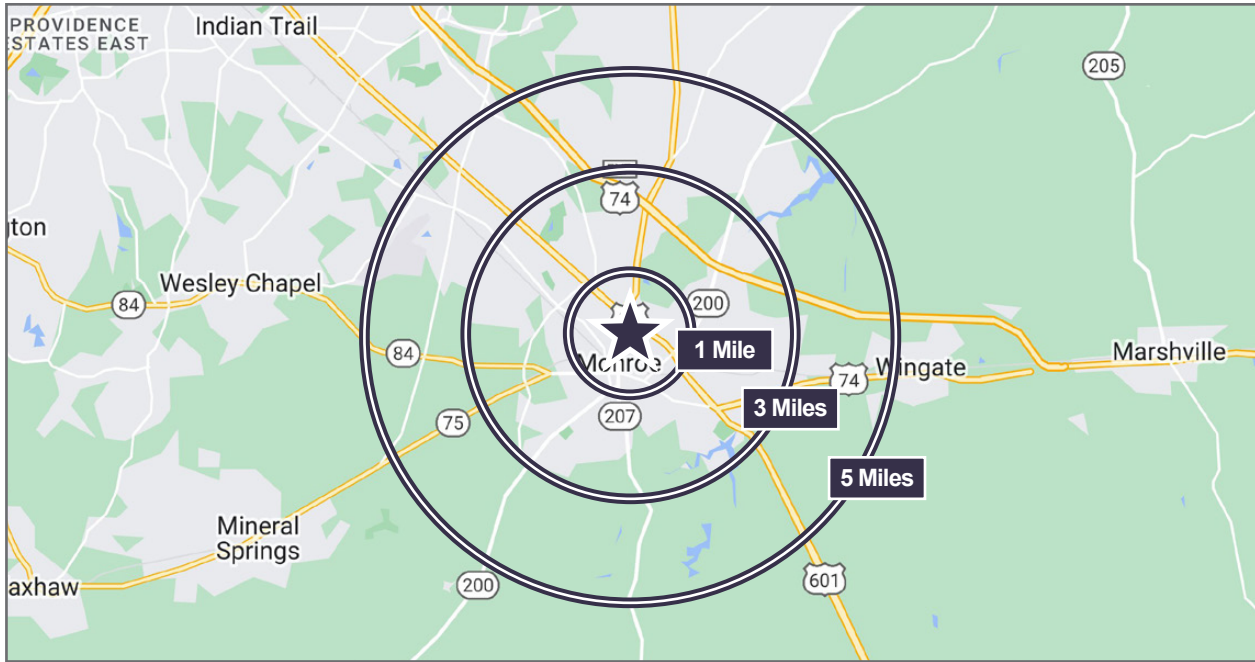 PROVIDENCE
ESTATES EAST
Indian Trail
205
74
gton
Wesley Chapel
84
200
1 Mile
Monroe
84
Marshville
Wingate
74
3 Miles
207
75
5 Miles
Mineral
Springs
axhaw
200
601